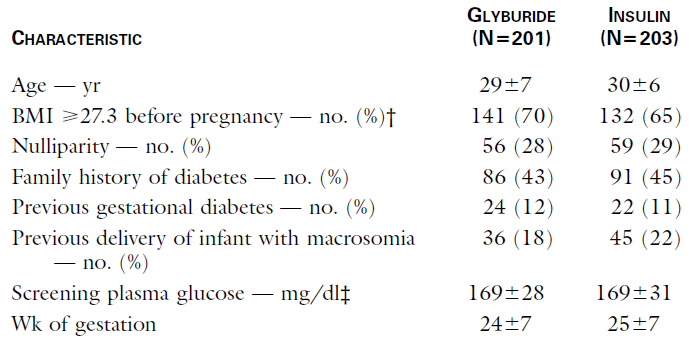 GLYBURIDE INSULIN
CHARACTERISTIC (N=201) (N=203)
Age — yr 29±7 30±6
BMI ≥27.3 before pregnancy — no. (%)† 141 (70) 132 (65)
Nulliparity — no. (%) 56 (28) 59 (29)
Family history of diabetes — no. (%) 86 (43) 91 (45)
Previous gestational diabetes — no. (%) 24 (12) 22 (11)
Previous delivery of infant with macrosomia 36 (18) 45 (22)
— no. (%)
Screening plasma glucose — mg/dl‡ 169±28 169±31
Wk of gestation 24±7 25±7